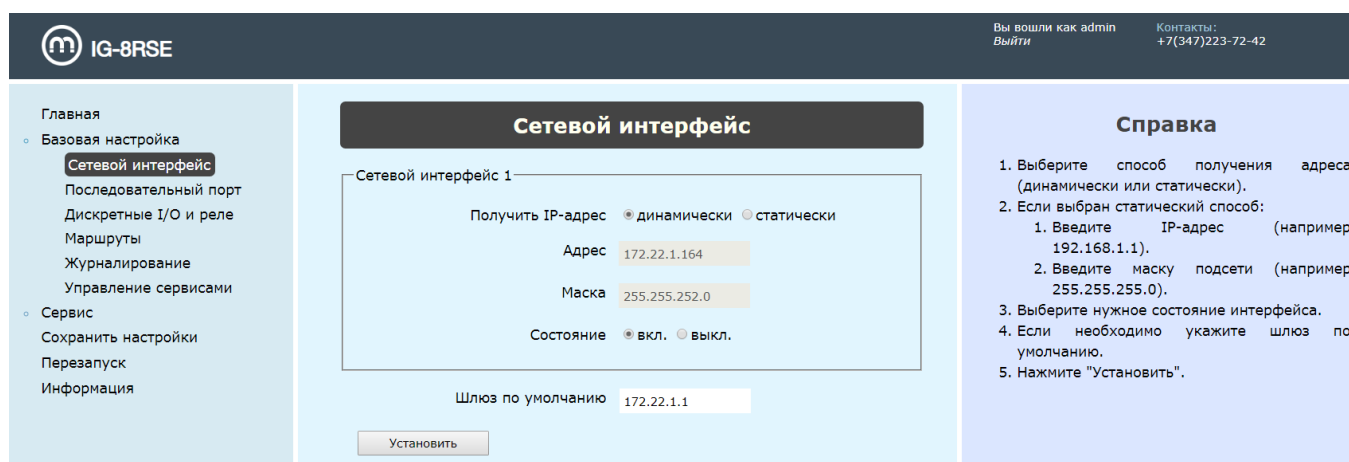 m IG-8RSE
Вы вошли как admin
Выйти
Контакты:
+7(347)223-72-42
Главная
Базовая настройка
Сетевой интерфейс
Последовательный порт
Дискретные I/O и реле
Маршруты
Журналирование
Управление сервисами
Сервис
Сохранить настройки
Перезапуск
Информация
Сетевой интерфейс
Сетевой интерфейс 1
Получить IP-адрес динамически статически
Адрес 172.22.1.164
Маска 255.255.252.0
Состояние вкл. выкл.
Шлюз по умолчанию 172.22.1.1
Установить
Справка
1. Выберите способ получения адреса
(динамически или статически).
2. Если выбран статический способ:
1. Введите IP-адрес (например
192.168.1.1).
2. Введите маску подсети (например
255.255.255.0).
3. Выберите нужное состояние интерфейса.
4. Если необходимо укажите шлюз по
умолчанию.
5. Нажмите "Установить".